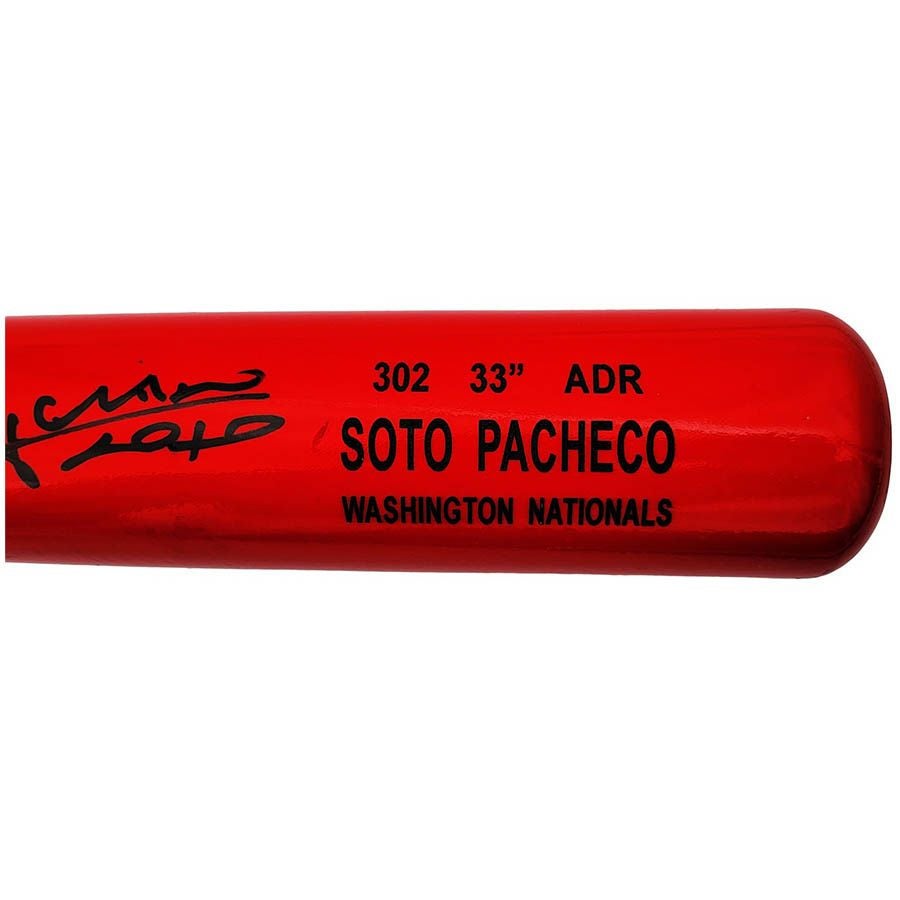 302 33” ADR
SOTO PACHECO
WASHINGTON NATIONALS